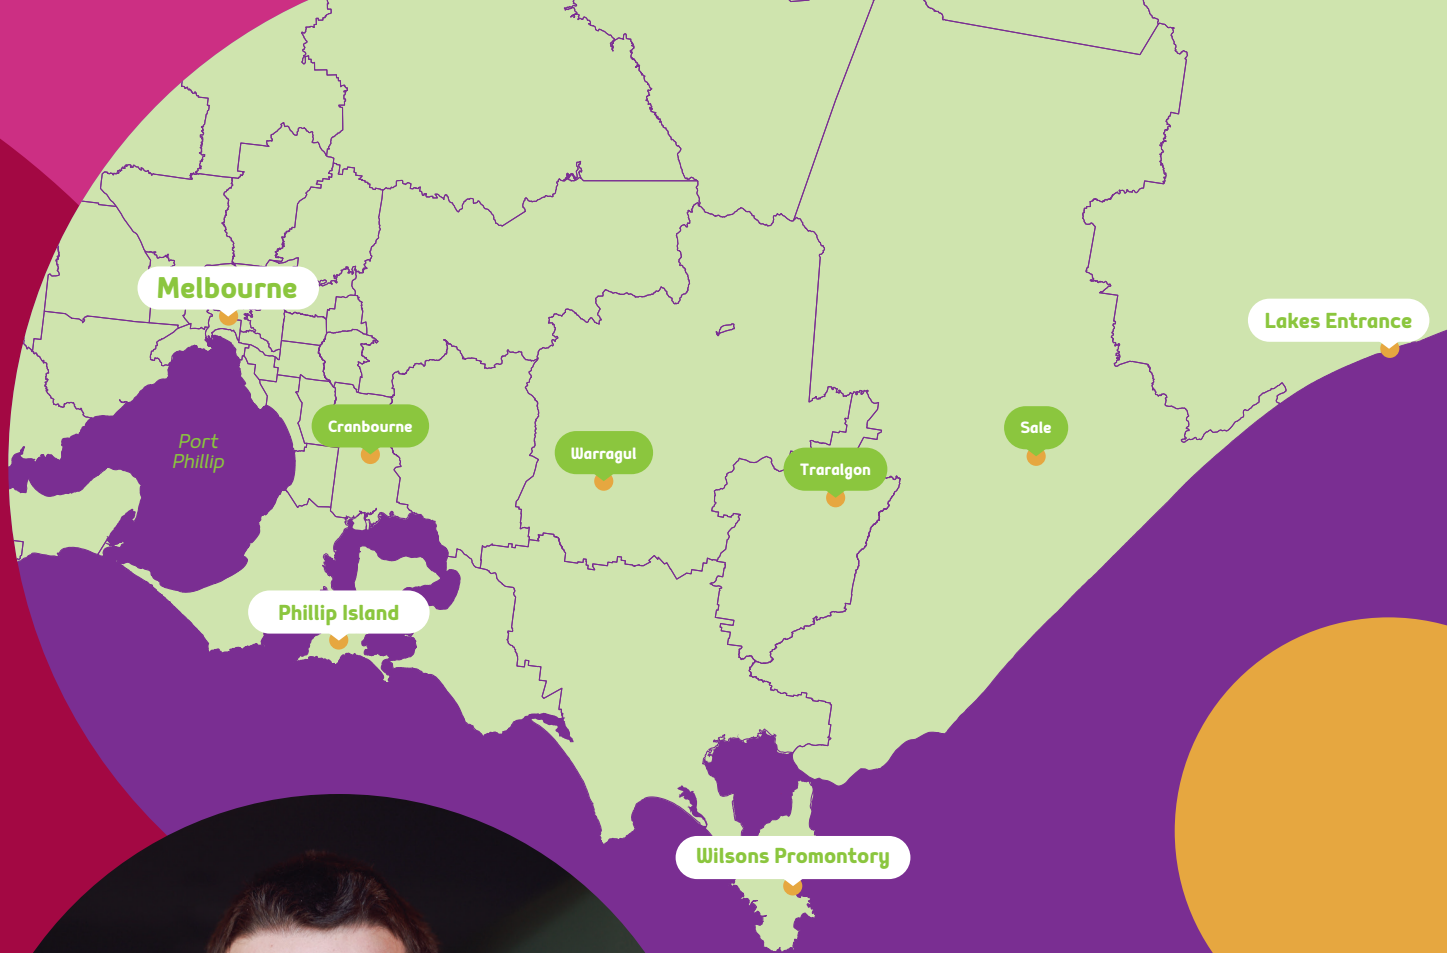 Melbourne
Lakes Entrance
Cranbourne
Sale
Port
Phillip
Warragul
Traralgon
Phillip Island
Wilsons Promontory